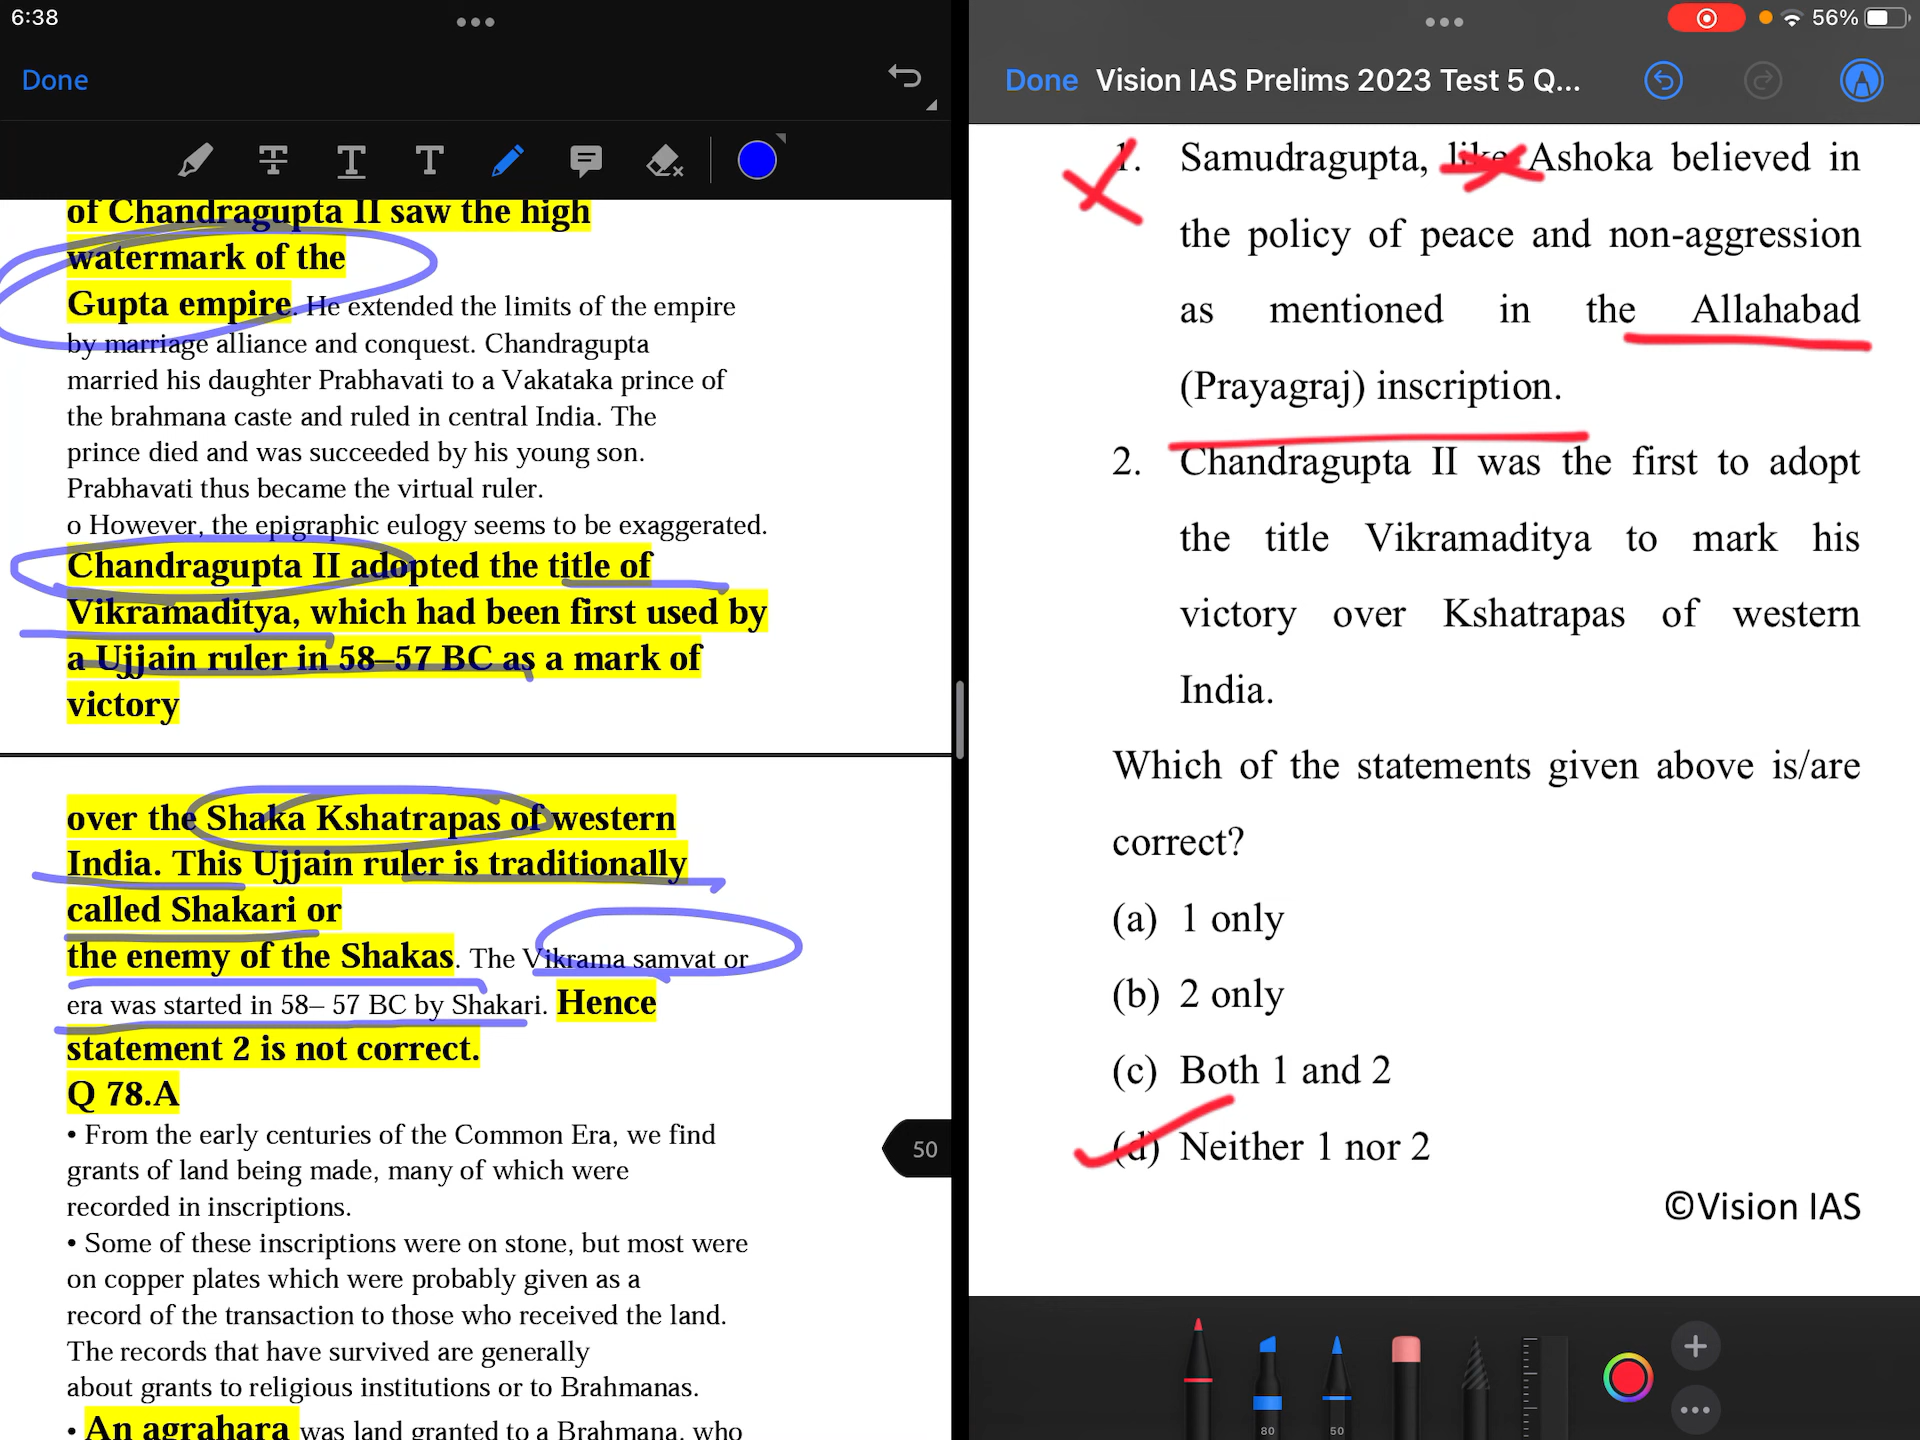 6:38
56%
Done
Done Vision IAS Prelims 2023 Test 5 Q...
of Chandragupta II saw the high
watermark of the
Gupta empire. He extended the limits of the empire
by marriage alliance and conquest. Chandragupta
married his daughter Prabhavati to a Vakataka prince of
the brahmana caste and ruled in central India. The
prince died and was succeeded by his young son.
Prabhavati thus became the virtual ruler.
o However, the epigraphic eulogy seems to be exaggerated.
Chandragupta II adopted the title of
Vikramaditya, which had been first used by
a Ujjain ruler in 58–57 BC as a mark of
victory
over the Shaka Kshatrapas of western
India. This Ujjain ruler is traditionally
called Shakari or
the enemy of the Shakas. The Vikrama samvat or
era was started in 58– 57 BC by Shakari. Hence
statement 2 is not correct.
Q 78.A
• From the early centuries of the Common Era, we find
grants of land being made, many of which were
recorded in inscriptions.
• Some of these inscriptions were on stone, but most were
on copper plates which were probably given as a
record of the transaction to those who received the land.
The records that have survived are generally
about grants to religious institutions or to Brahmanas.
• An agrahara was land granted to a Brahmana, who
50
1. Samudragupta, like Ashoka believed in
the policy of peace and non-aggression
as mentioned in the Allahabad
(Prayagraj) inscription.
2. Chandragupta II was the first to adopt
the title Vikramaditya to mark his
victory over Kshatrapas of western
India.
Which of the statements given above is/are
correct?
(a) 1 only
(b) 2 only
(c) Both 1 and 2
(d) Neither 1 nor 2
©Vision IAS
80
50